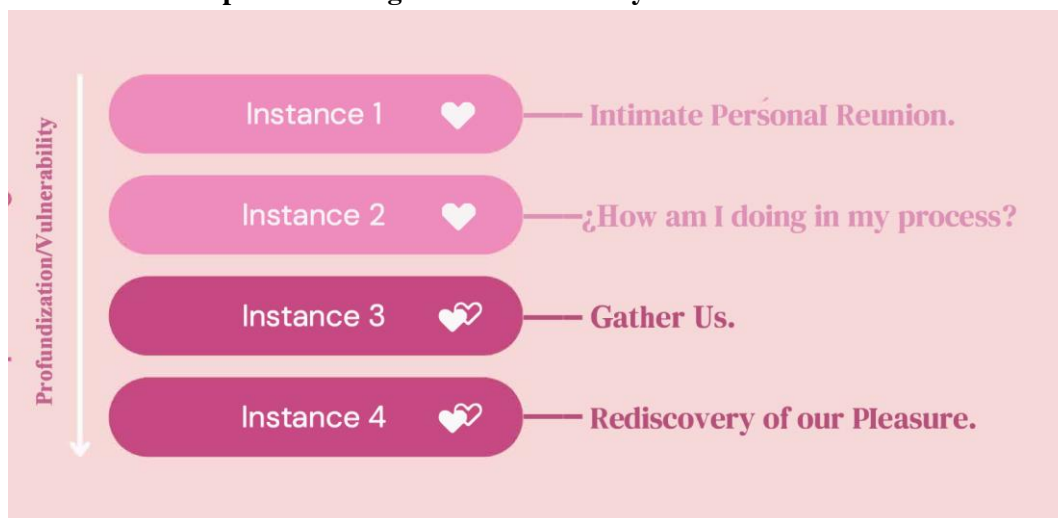 Profundization/Vulnerability
Instance 1 Intimate Personal Reunion.
Instance 2 ¿How am I doing in my process?
Instance 3 Gather Us.
Instance 4 Rediscovery of our Pleasure.